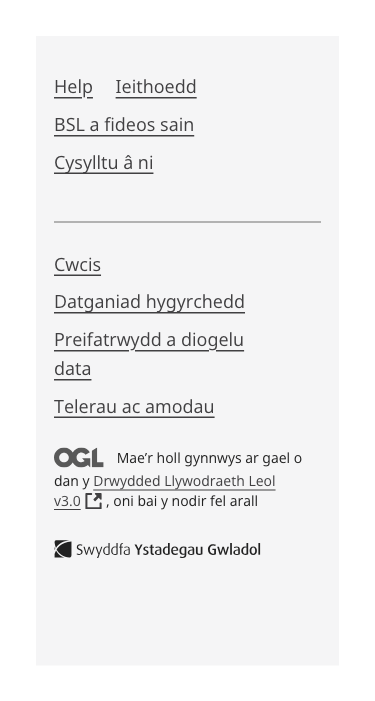 Help Ieithoedd
BSL a fideos sain
Cysylltu â ni
Cwcis
Datganiad hygyrchedd
Preifatrwydd a diogelu
data
Telerau ac amodau
OGL Mae’r holl gynnwys ar gael o
dan y Drwydded Llywodraeth Leol
v3.0 , oni bai y nodir fel arall
Swyddfa Ystadegau Gwladol